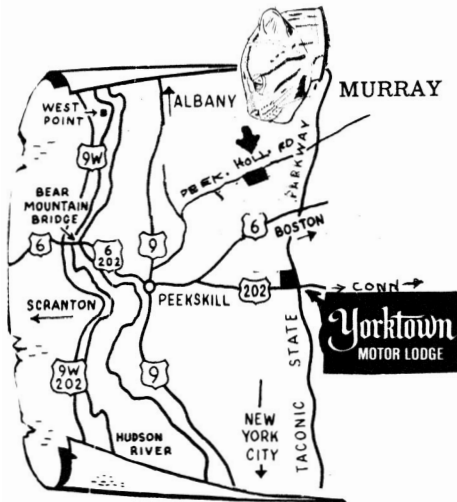 MURRAY
ALBANY
WEST
POINT
9W
PEEK. HOLL. RD
PARKWAY
BEAR
MOUNTAIN
BRIDGE
6
6
202
9
6
BOSTON
PEEKSKILL
202
CONN
SCRANTON
Yorktown
MOTOR LODGE
STATE
9W
202
9
HUDSON
RIVER
NEW
YORK
CITY
TACONIC